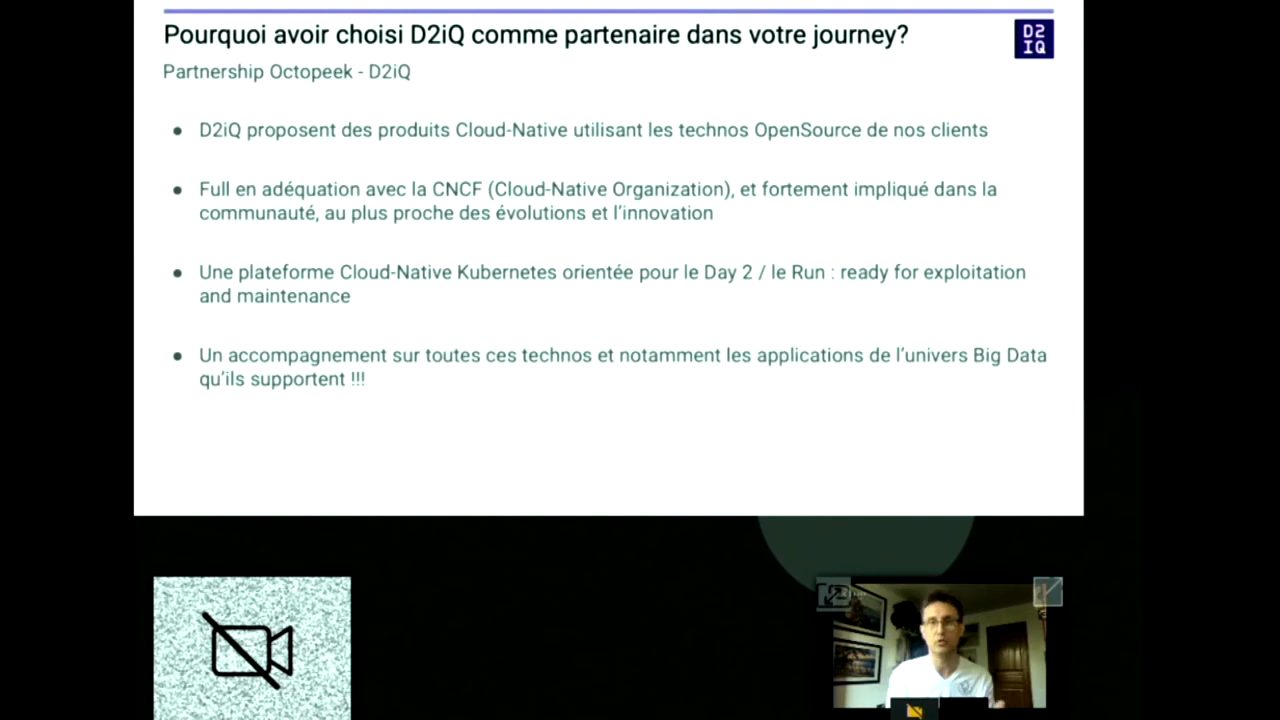 Pourquoi avoir choisi D2iQ comme partenaire dans votre journey?
D2
IQ
Partnership Octopeek - D2iQ
● D2iQ proposent des produits Cloud-Native utilisant les technos OpenSource de nos clients
● Full en adéquation avec la CNCF (Cloud-Native Organization), et fortement impliqué dans la
communauté, au plus proche des évolutions et l'innovation
● Une plateforme Cloud-Native Kubernetes orientée pour le Day 2 / le Run : ready for exploitation
and maintenance
● Un accompagnement sur toutes ces technos et notamment les applications de l'univers Big Data
qu'ils supportent !!!